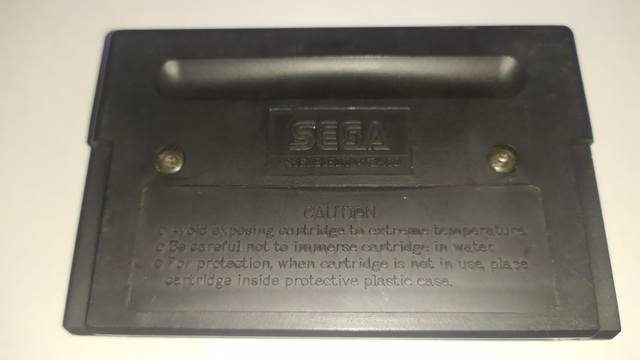 SEGA
CAUTION
Avoid exposing cartridge to extreme temperature.
Be careful not to immerse cartridge in water.
For protection, when cartridge is not in use, place
cartridge inside protective plastic case.